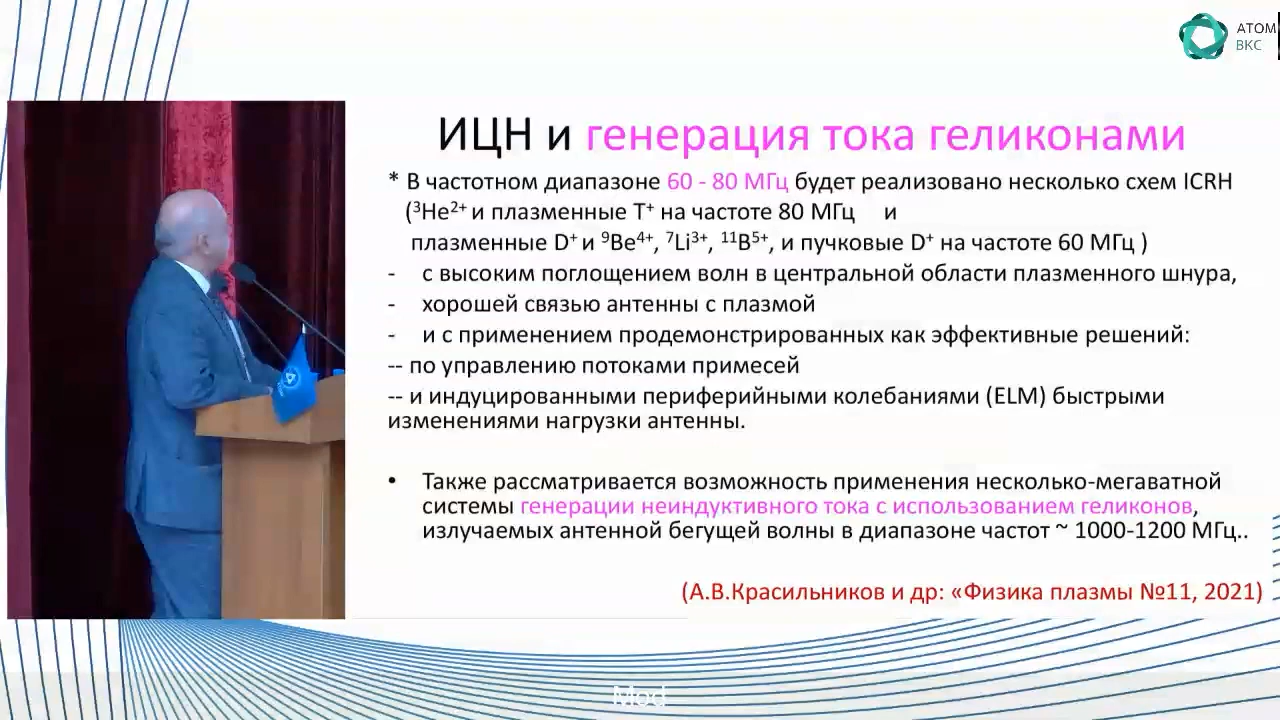 АТОМ
ВКС
ИЦН и генерация тока геликонами
* В частотном диапазоне 60 - 80 МГц будет реализовано несколько схем ICRH
(³He²⁺ и плазменные T⁺ на частоте 80 МГц и
плазменные D⁺ и ⁹Be⁴⁺, ⁷Li³⁺, ¹¹B⁵⁺, и пучковые D⁺ на частоте 60 МГц )
- с высоким поглощением волн в центральной области плазменного шнура,
- хорошей связью антенны с плазмой
- и с применением продемонстрированных как эффективные решений:
-- по управлению потоками примесей
-- и индуцированными периферийными колебаниями (ELM) быстрыми
изменениями нагрузки антенны.
• Также рассматривается возможность применения несколько-мегаватной
системы генерации неиндуктивного тока с использованием геликонов,
излучаемых антенной бегущей волны в диапазоне частот ~ 1000-1200 МГц..
(А.В.Красильников и др: «Физика плазмы №11, 2021)
Mod